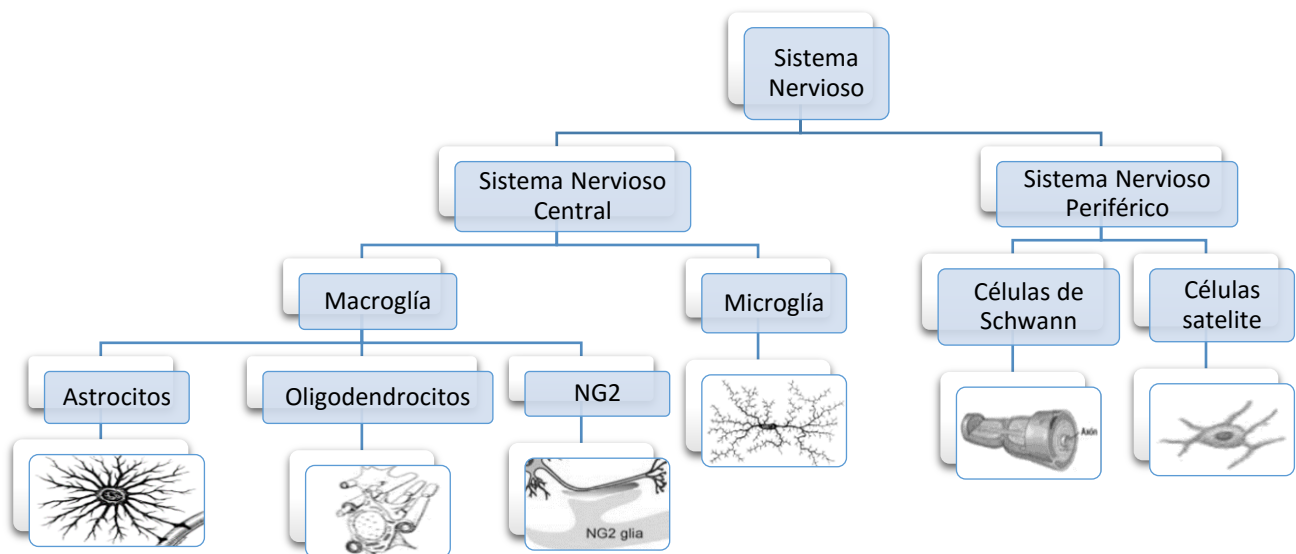 Sistema
Nervioso
Sistema Nervioso
Central
Sistema Nervioso
Periférico
Macroglía
Microglía
Células de
Schwann
Células
satelite
Astrocitos
Oligodendrocitos
NG2
Axón
NG2 glia